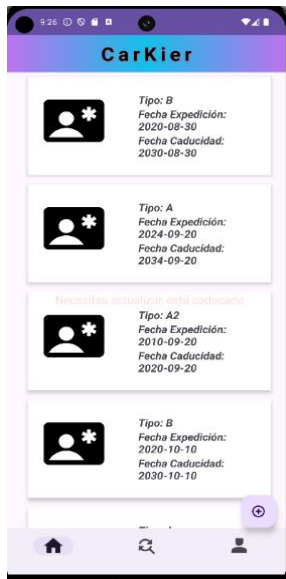 9:26
CarKier
Tipo: B
Fecha Expedición:
2020-08-30
Fecha Caducidad:
2030-08-30
Tipo: A
Fecha Expedición:
2024-09-20
Fecha Caducidad:
2034-09-20
Necesitas actualizar, está caducado
Tipo: A2
Fecha Expedición:
2010-09-20
Fecha Caducidad:
2020-09-20
Tipo: B
Fecha Expedición:
2020-10-10
Fecha Caducidad:
2030-10-10